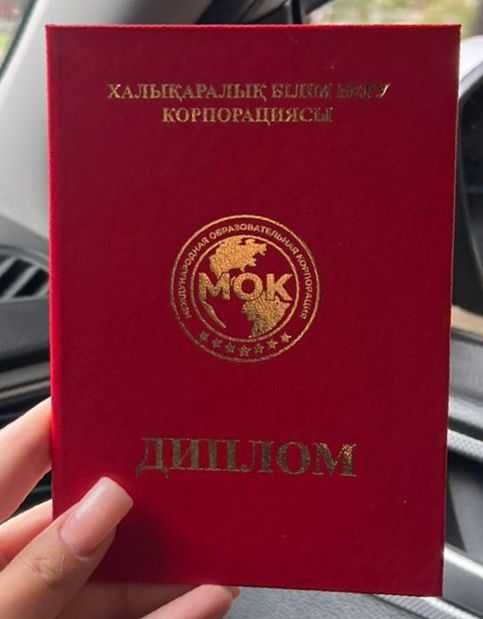 ХАЛЫҚАРАЛЫҚ БІЛІМ БЕРУ
КОРПОРАЦИЯСЫ
МЕЖДУНАРОДНАЯ ОБРАЗОВАТЕЛЬНАЯ КОРПОРАЦИЯ
МОК
ДИПЛОМ